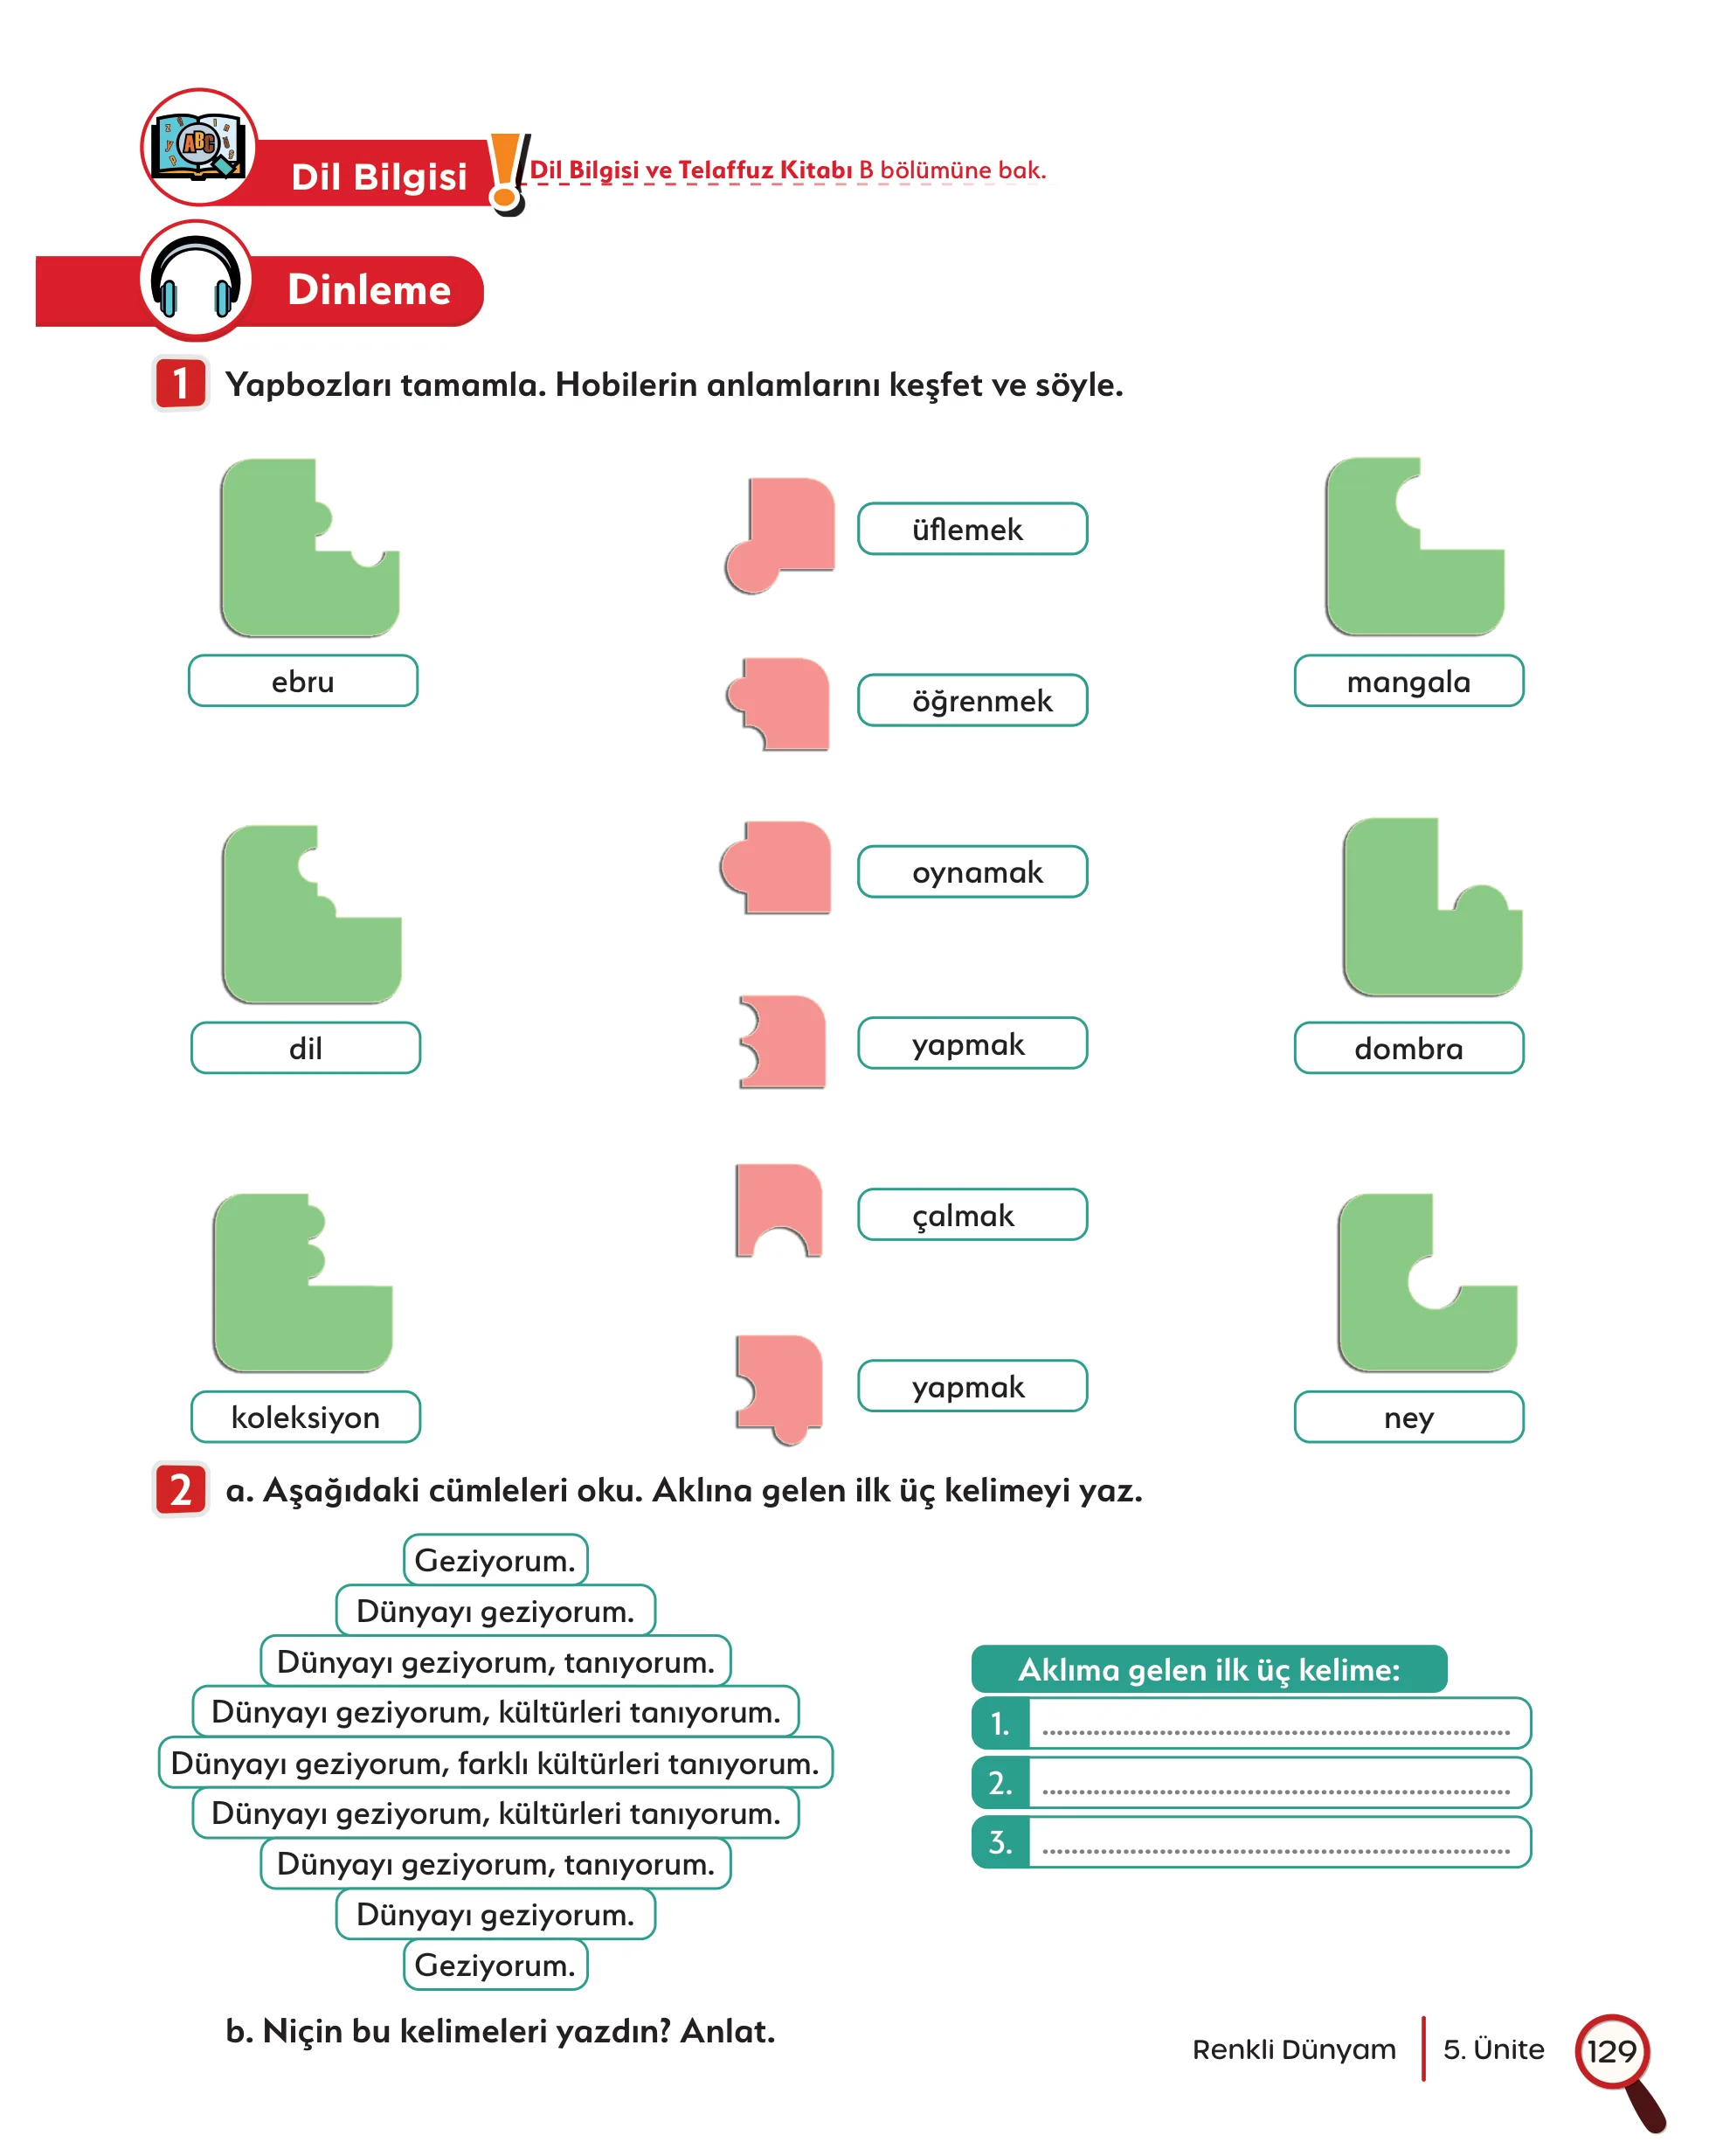 Dil Bilgisi
Dil Bilgisi ve Telaffuz Kitabı B bölümüne bak.
Dinleme
1 Yapbozları tamamla. Hobilerin anlamlarını keşfet ve söyle.
üflemek
öğrenmek
ebru
mangala
oynamak
yapmak
dil
dombra
çalmak
yapmak
koleksiyon
ney
2 a. Aşağıdaki cümleleri oku. Aklına gelen ilk üç kelimeyi yaz.
Geziyorum.
Dünyayı geziyorum.
Dünyayı geziyorum, tanıyorum.
Dünyayı geziyorum, kültürleri tanıyorum.
Dünyayı geziyorum, farklı kültürleri tanıyorum.
Dünyayı geziyorum, kültürleri tanıyorum.
Dünyayı geziyorum, tanıyorum.
Dünyayı geziyorum.
Geziyorum.
Aklıma gelen ilk üç kelime:
1. ................................................................
2. ................................................................
3. ................................................................
b. Niçin bu kelimeleri yazdın? Anlat.
Renkli Dünyam | 5. Ünite 129